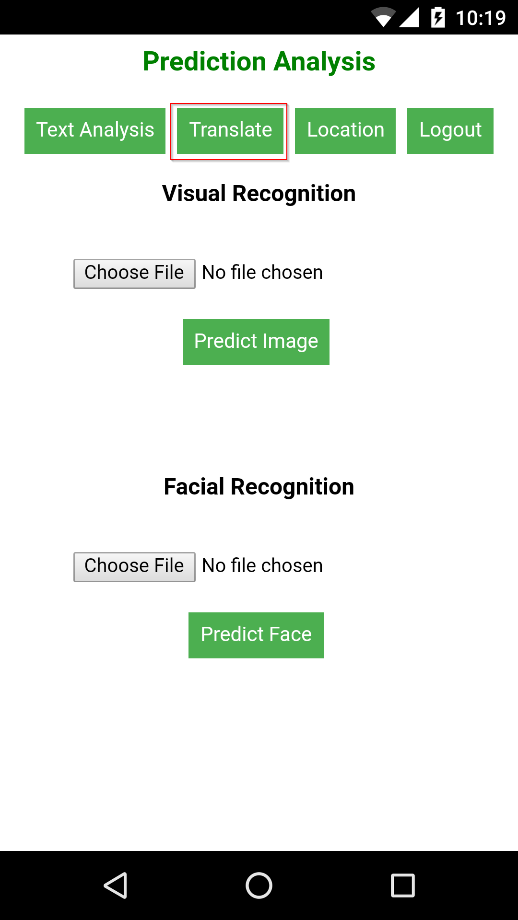 10:19
Prediction Analysis
Text Analysis Translate Location Logout
Visual Recognition
Choose File No file chosen
Predict Image
Facial Recognition
Choose File No file chosen
Predict Face